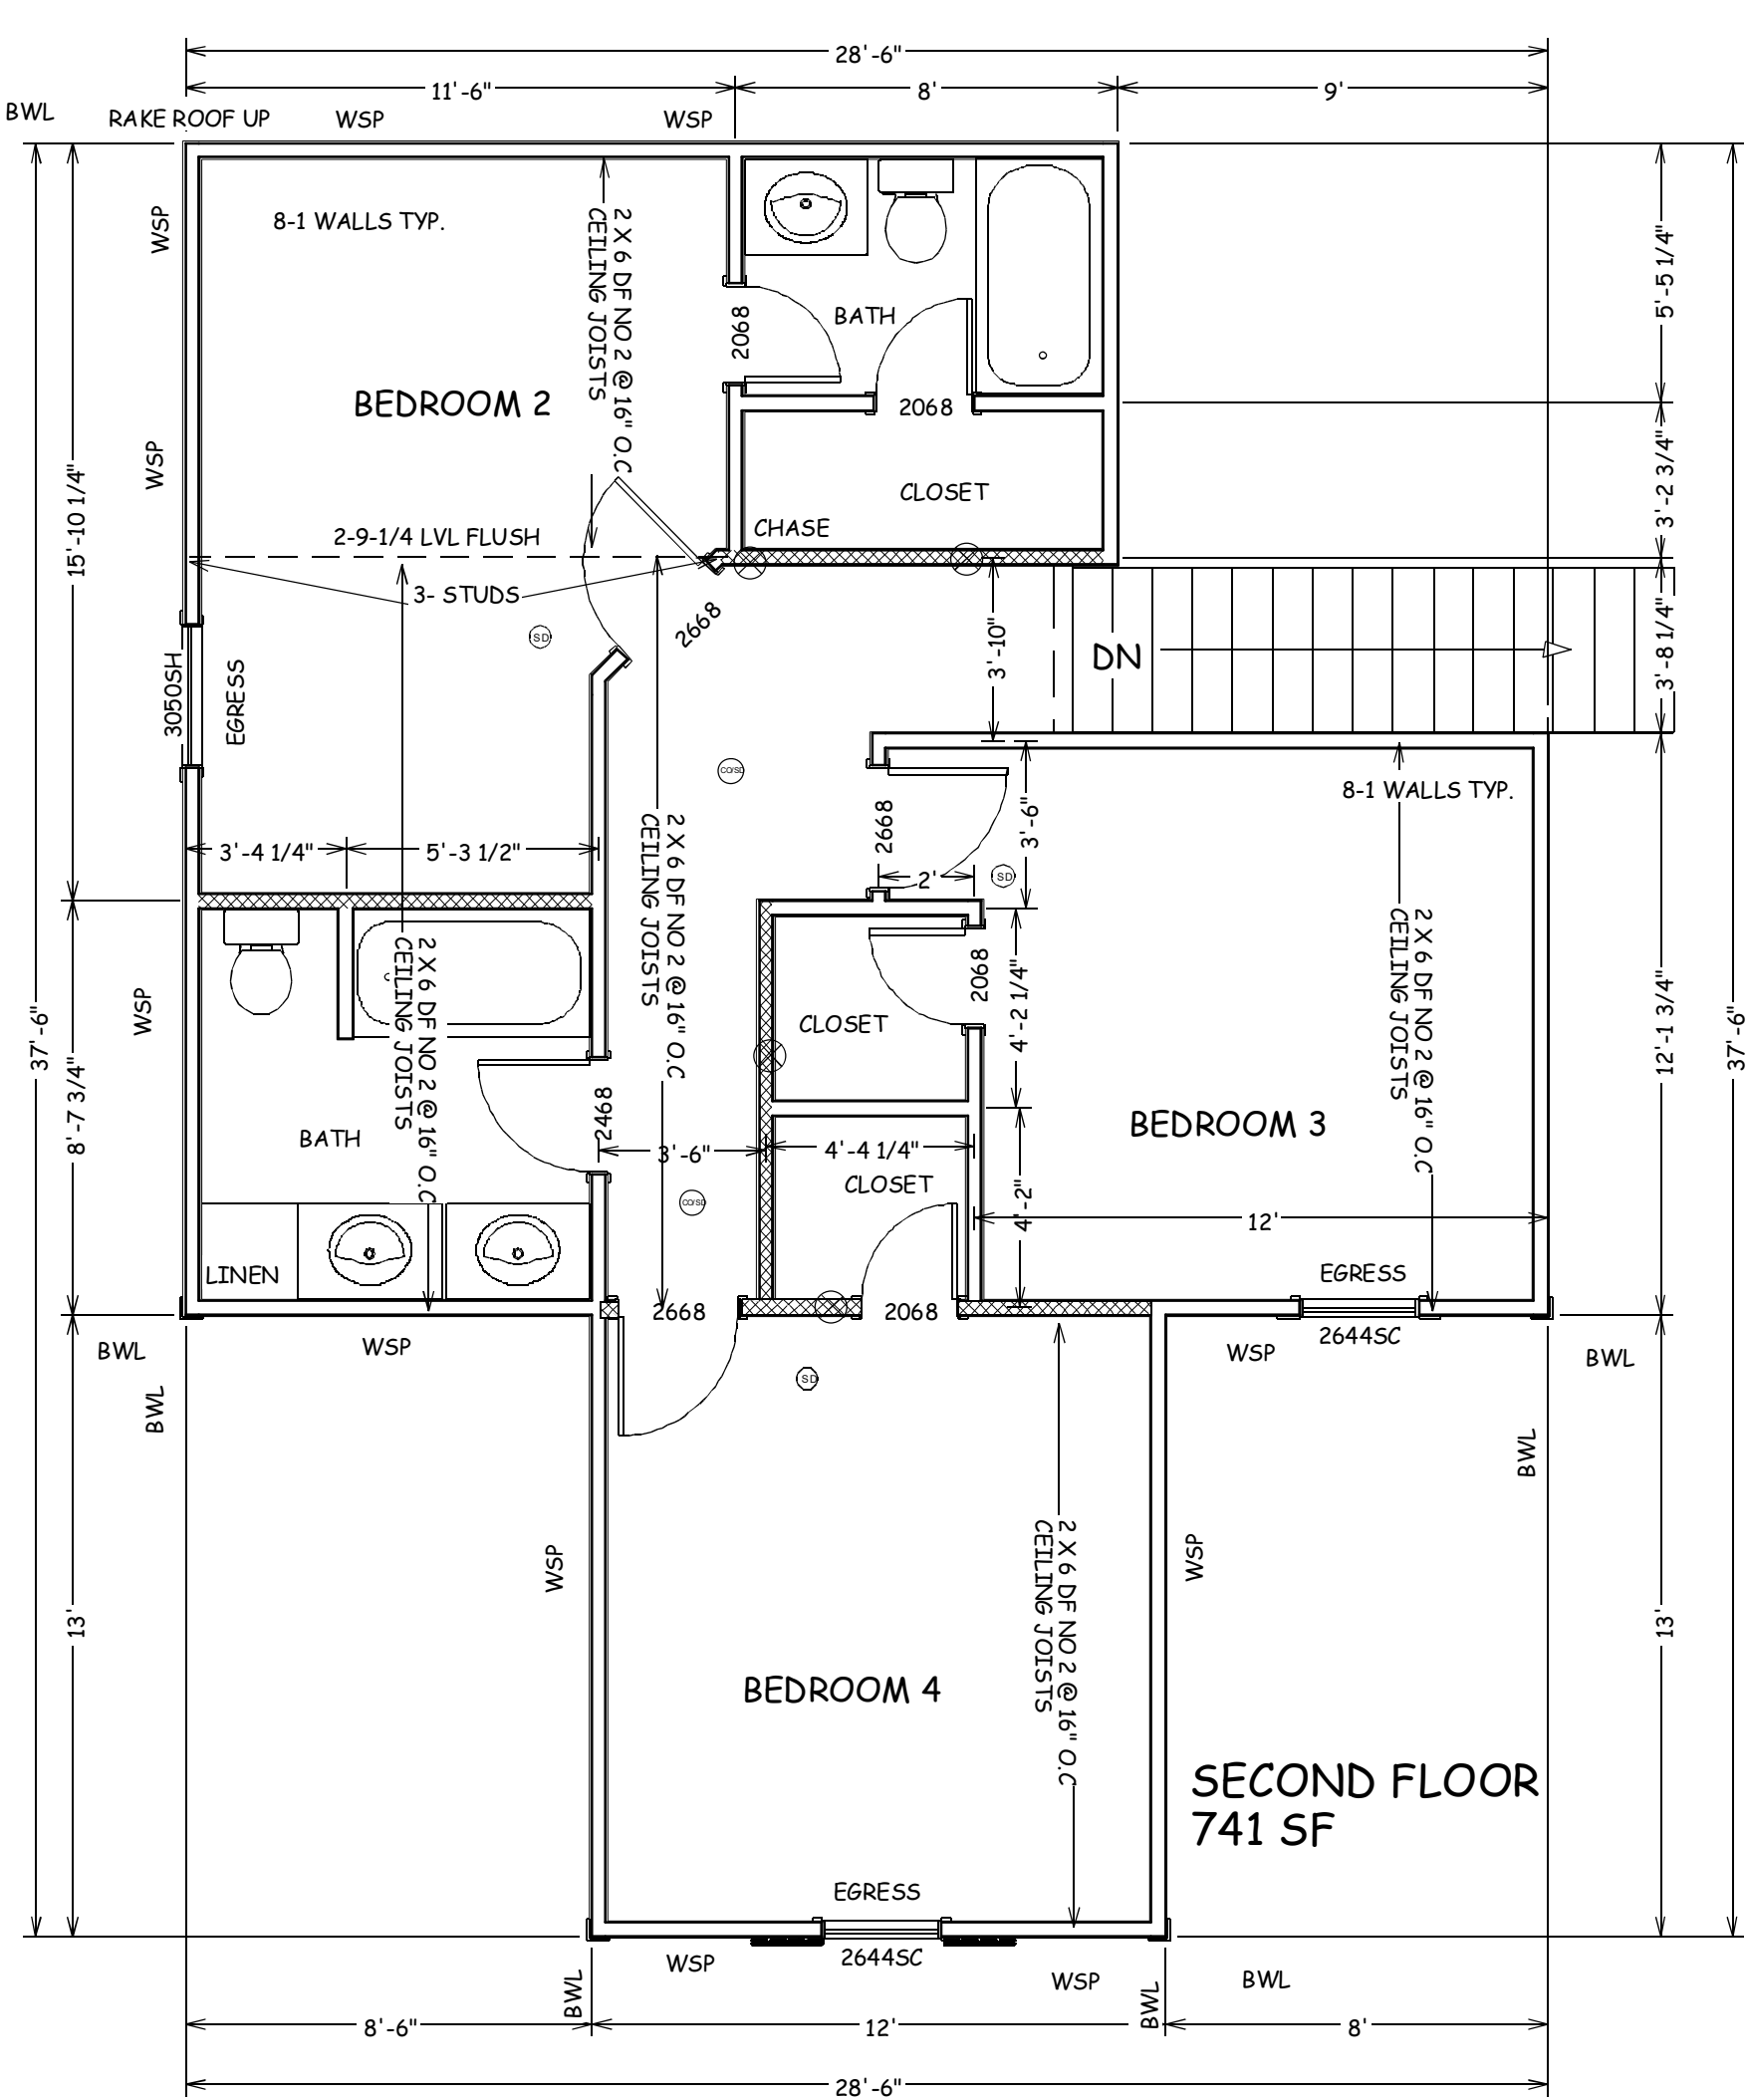 28'-6"
11'-6"
8'
9'
BWL
RAKE ROOF UP
WSP
WSP
WSP
8-1 WALLS TYP.
2 X 6 DF NO 2 @ 16" O.C
CEILING JOISTS
2068
BATH
5'-5 1/4"
BEDROOM 2
2068
WSP
15'-10 1/4"
CLOSET
3'-2 3/4"
CHASE
2-9-1/4 LVL FLUSH
3- STUDS
2668
SD
3'-10"
DN
3'-8 1/4"
3050SH
EGRESS
CO/SD
8-1 WALLS TYP.
2668
3'-6"
3'-4 1/4"
5'-3 1/2"
2'
SD
2 X 6 DF NO 2 @ 16" O.C
CEILING JOISTS
2 X 6 DF NO 2 @ 16" O.C
CEILING JOISTS
2 X 6 DF NO 2 @ 16" O.C
CEILING JOISTS
WSP
37'-6"
8'-7 3/4"
2068
CLOSET
4'-2 1/4"
12'-1 3/4"
37'-6"
BEDROOM 3
BATH
2468
3'-6"
4'-4 1/4"
CLOSET
CO/SD
4'-2"
12'
LINEN
EGRESS
2668
2068
2644SC
BWL
WSP
WSP
BWL
BWL
SD
BWL
WSP
WSP
2 X 6 DF NO 2 @ 16" O.C
CEILING JOISTS
13'
13'
BEDROOM 4
SECOND FLOOR
741 SF
EGRESS
WSP
2644SC
WSP
BWL
BWL
BWL
8'-6"
12'
8'
28'-6"